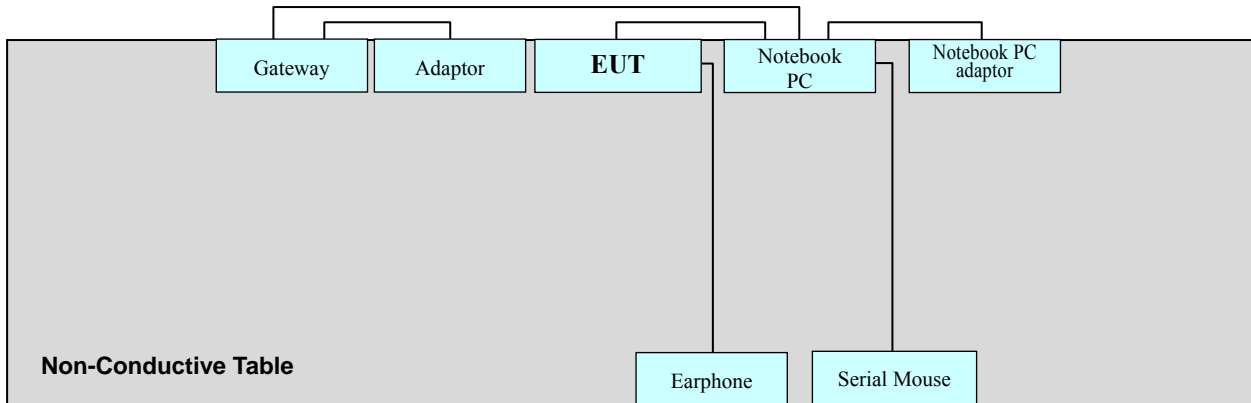 Gateway
Adaptor
EUT
Notebook
PC
Notebook PC
adaptor
Non-Conductive Table
Earphone
Serial Mouse